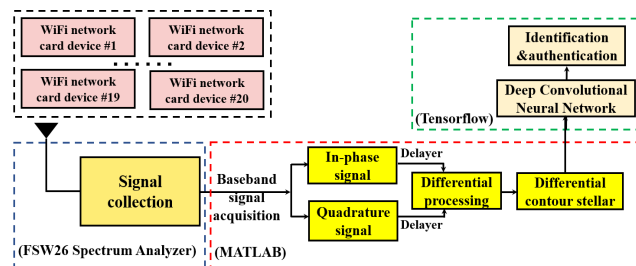 WiFi network
card device #1
WiFi network
card device #2
· · · · · ·
WiFi network
card device #19
WiFi network
card device #20
Identification
&authentication
Deep Convolutional
Neural Network
(Tensorflow)
Signal
collection
(FSW26 Spectrum Analyzer)
Baseband
signal
acquisition
(MATLAB)
In-phase
signal
Delayer
Quadrature
signal
Delayer
Differential
processing
Differential
contour stellar